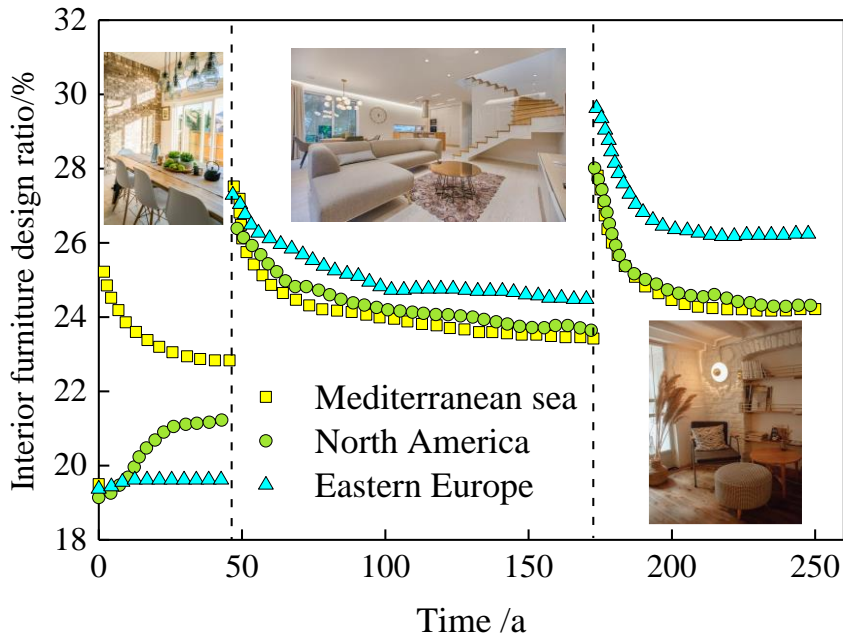 Interior furniture design ratio/%
32
30
28
26
24
22
20
18
Mediterranean sea
North America
Eastern Europe
0
50
100
150
200
250
Time /a